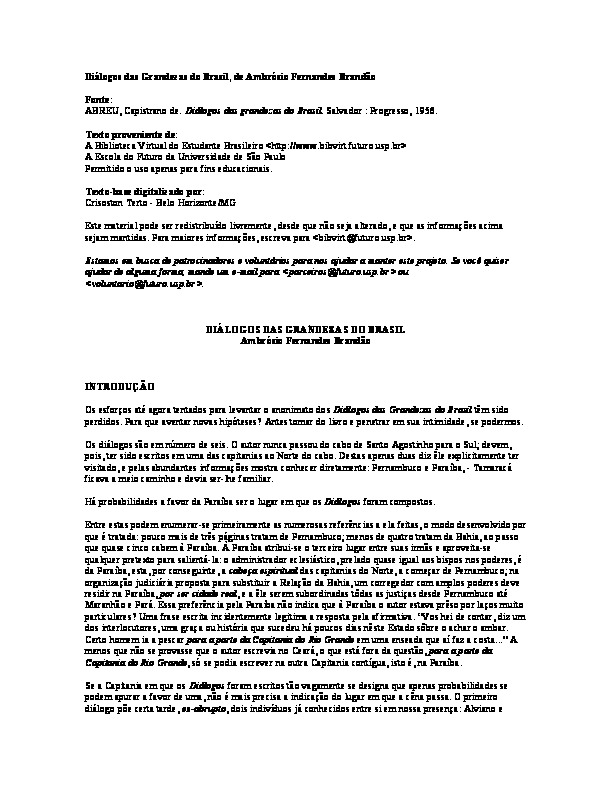 Diálogos das Grandezas do Brasil, de Ambrósio Fernandes Brandão
Fonte:
ABREU, Capistrano de. Diálogos das grandezas do Brasil. Salvador : Progresso, 1956.
Texto proveniente de:
A Biblioteca Virtual do Estudante Brasileiro <http://www.bibvirt.futuro.usp.br>
A Escola do Futuro da Universidade de São Paulo
Permitido o uso apenas para fins educacionais.
Texto-base digitalizado por:
Crisoston Terto - Belo Horizonte/MG
Este material pode ser redistribuído livremente, desde que não seja alterado, e que as informações acima
sejam mantidas. Para maiores informações, escreva para <bibvirt@futuro.usp.br>.
Estamos em busca de patrocinadores e voluntários para nos ajudar a manter este projeto. Se você quiser
ajudar de alguma forma, mande um e-mail para <parceiros@futuro.usp.br> ou
<voluntario@futuro.usp.br>.
DIÁLOGOS DAS GRANDEZAS DO BRASIL
Ambrósio Fernandes Brandão
INTRODUÇÃO
Os esforços até agora tentados para levantar o anonimato dos Diálogos das Grandezas do Brasil têm sido
perdidos. Para que aventar novas hipóteses? Antes tomar do livro e penetrar em sua intimidade, se podermos.
Os diálogos são em número de seis. O autor nunca passou do cabo de Santo Agostinho para o Sul; devem,
pois, ter sido escritos em uma das capitanias ao Norte do cabo. Destas apenas duas diz êle explicitamente ter
visitado, e pelas abundantes informações mostra conhecer diretamente: Pernambuco e Paraíba, - Tamaracá
ficava a meio caminho e devia ser-lhe familiar.
Há probabilidades a favor da Paraíba ser o lugar em que os Diálogos foram compostos.
Entre estas podem enumerar-se primeiramente as numerosas referências a ela feitas, o modo desenvolvido por
que é tratada: pouco mais de três páginas tratam de Pernambuco; menos de quatro tratam da Bahia, ao passo
que quase cinco cabem à Paraíba. À Paraíba atribui-se o terceiro lugar entre suas irmãs e aproveita-se
qualquer pretexto para salientá-la: o administrador eclesiástico, prelado quase igual aos bispos nos poderes, é
da Paraíba, esta, por conseguinte, a cabeça espiritual das capitanias do Norte, a começar de Pernambuco; na
organização judiciária proposta para substituir a Relação da Bahia, um corregedor com amplos poderes deve
residir na Paraíba, por ser cidade real, e a êle serem subordinadas tôdas as justiças desde Pernambuco até
Maranhão e Pará. Essa preferência pela Paraíba não indica que à Paraíba o autor estava prêso por laços muito
particulares? Uma frase escrita incidentemente legitima a resposta pela afirmativa. "Vos hei de contar, diz um
dos interlocutores, uma graça ou história que sucedeu há poucos dias nêste Estado sôbre o achar o ambar.
Certo homem ia a pescar para a parte da Capitania do Rio Grande em uma enseada que aí faz a costa..." A
menos que não se provasse que o autor escrevia no Ceará, o que está fora da questão, para a parte da
Capitania do Rio Grande, só se podia escrever na outra Capitania contígua, isto é, na Paraíba.
Se a Capitania em que os Diálogos foram escritos tão vagamente se designa que apenas probabilidades se
podem apurar a favor de uma, não é mais precisa a indicação do lugar em que a cêna passa. O primeiro
diálogo põe certa tarde, ex-abrupto, dois indivíduos já conhecidos entre si em nossa presença: Alviano e